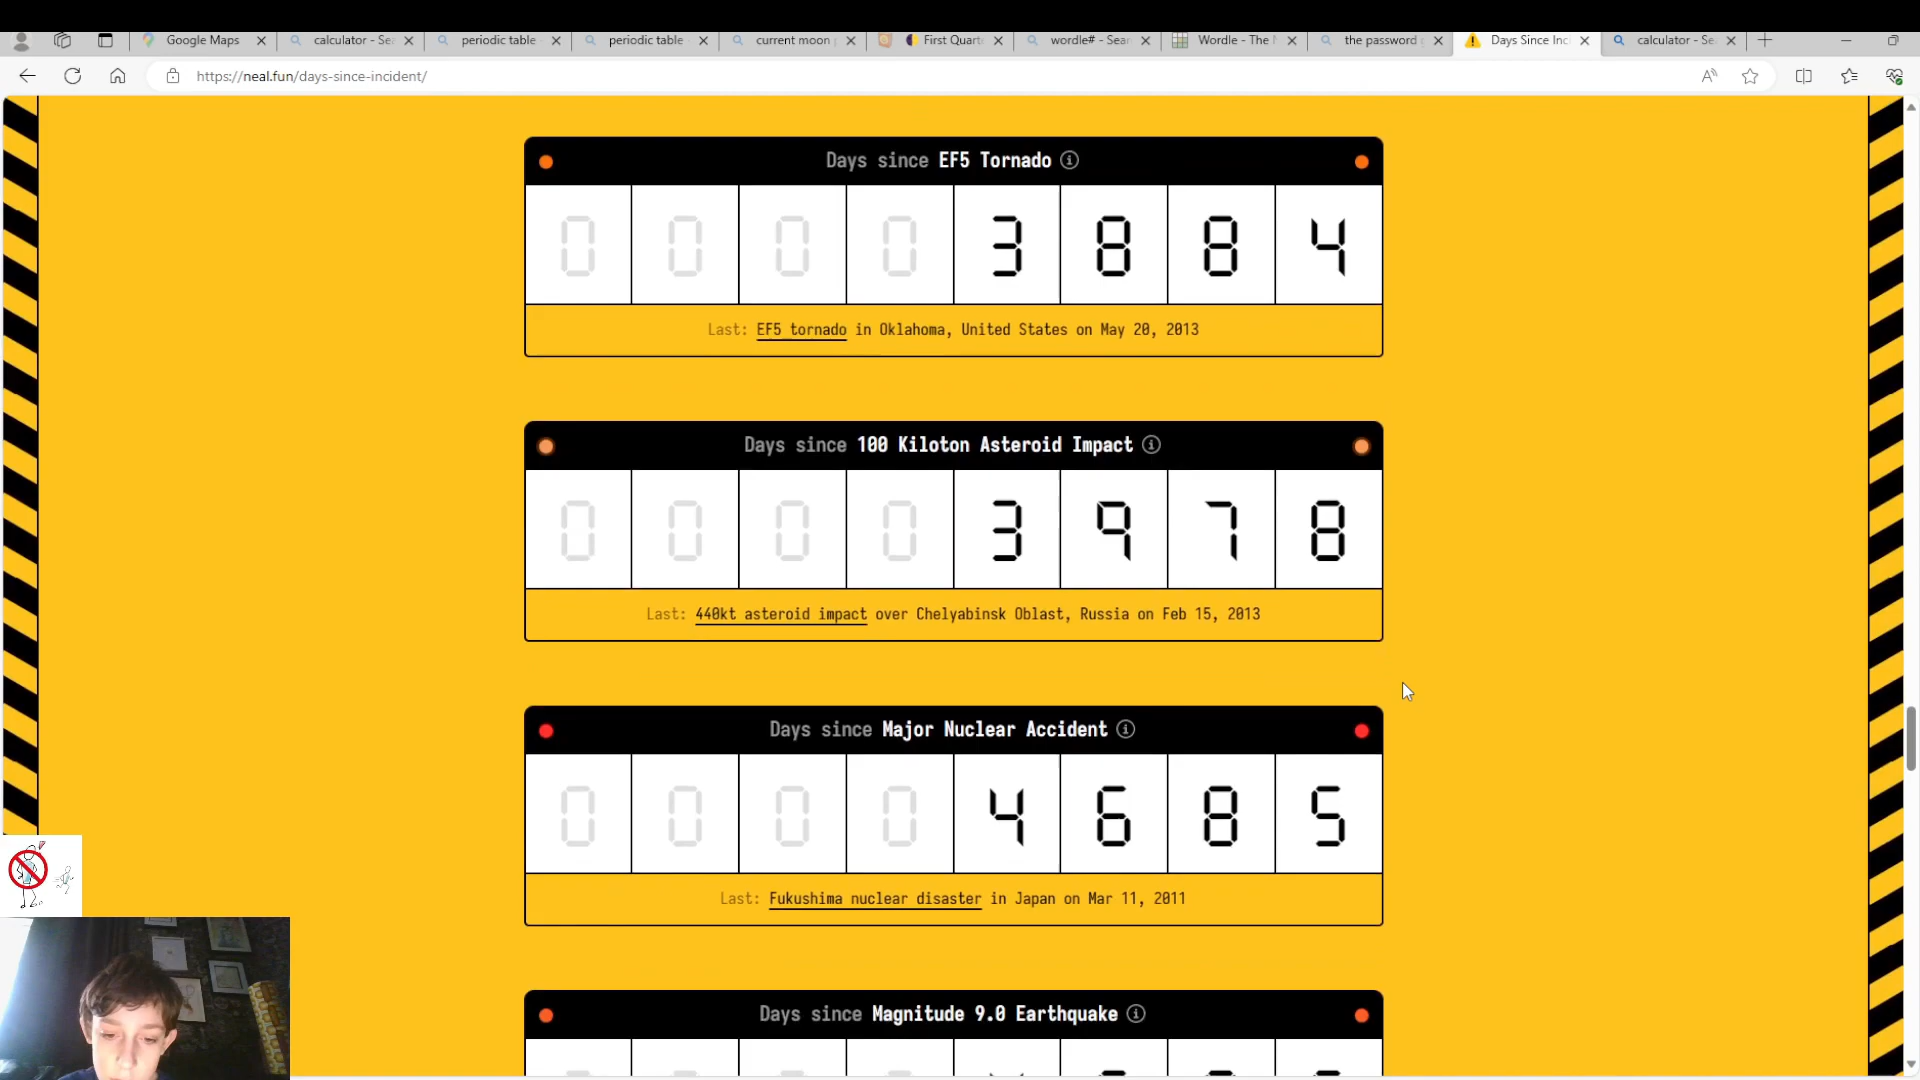 Google Maps
calculator - Sea
periodic table -
periodic table -
current moon p
First Quart
wordle# - Sear
Wordle - The N
the password g
Days Since Inc
calculator - Se
https://neal.fun/days-since-incident/
Days since EF5 Tornado
0 0 0 0 3 8 8 4
Last: EF5 tornado in Oklahoma, United States on May 20, 2013
Days since 100 Kiloton Asteroid Impact
0 0 0 0 3 9 7 8
Last: 440kt asteroid impact over Chelyabinsk Oblast, Russia on Feb 15, 2013
Days since Major Nuclear Accident
0 0 0 0 4 6 8 5
Last: Fukushima nuclear disaster in Japan on Mar 11, 2011
Days since Magnitude 9.0 Earthquake